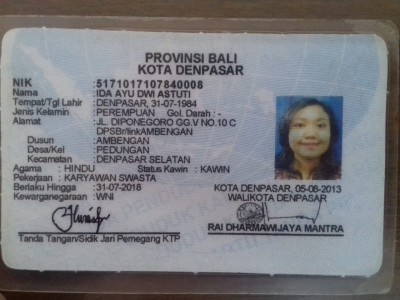 PROVINSI BALI
KOTA DENPASAR
NIK : 5171017107840008
Nama : IDA AYU DWI ASTUTI
Tempat/Tgl Lahir : DENPASAR, 31-07-1984
Jenis Kelamin : PEREMPUAN Gol. Darah : -
Alamat : JL. DIPONEGORO GG.V NO.10 C
DPSBr/linkAMBENGAN
Dusun : AMBENGAN
Desa/Kel : PEDUNGAN
Kecamatan : DENPASAR SELATAN
Agama : HINDU Status Kawin : KAWIN
Pekerjaan : KARYAWAN SWASTA
Berlaku Hingga : 31-07-2018
Kewarganegaraan : WNI
KOTA DENPASAR, 05-08-2013
WALIKOTA DENPASAR
RAI DHARMAWIJAYA MANTRA
Tanda Tangan/Sidik Jari Pemegang KTP